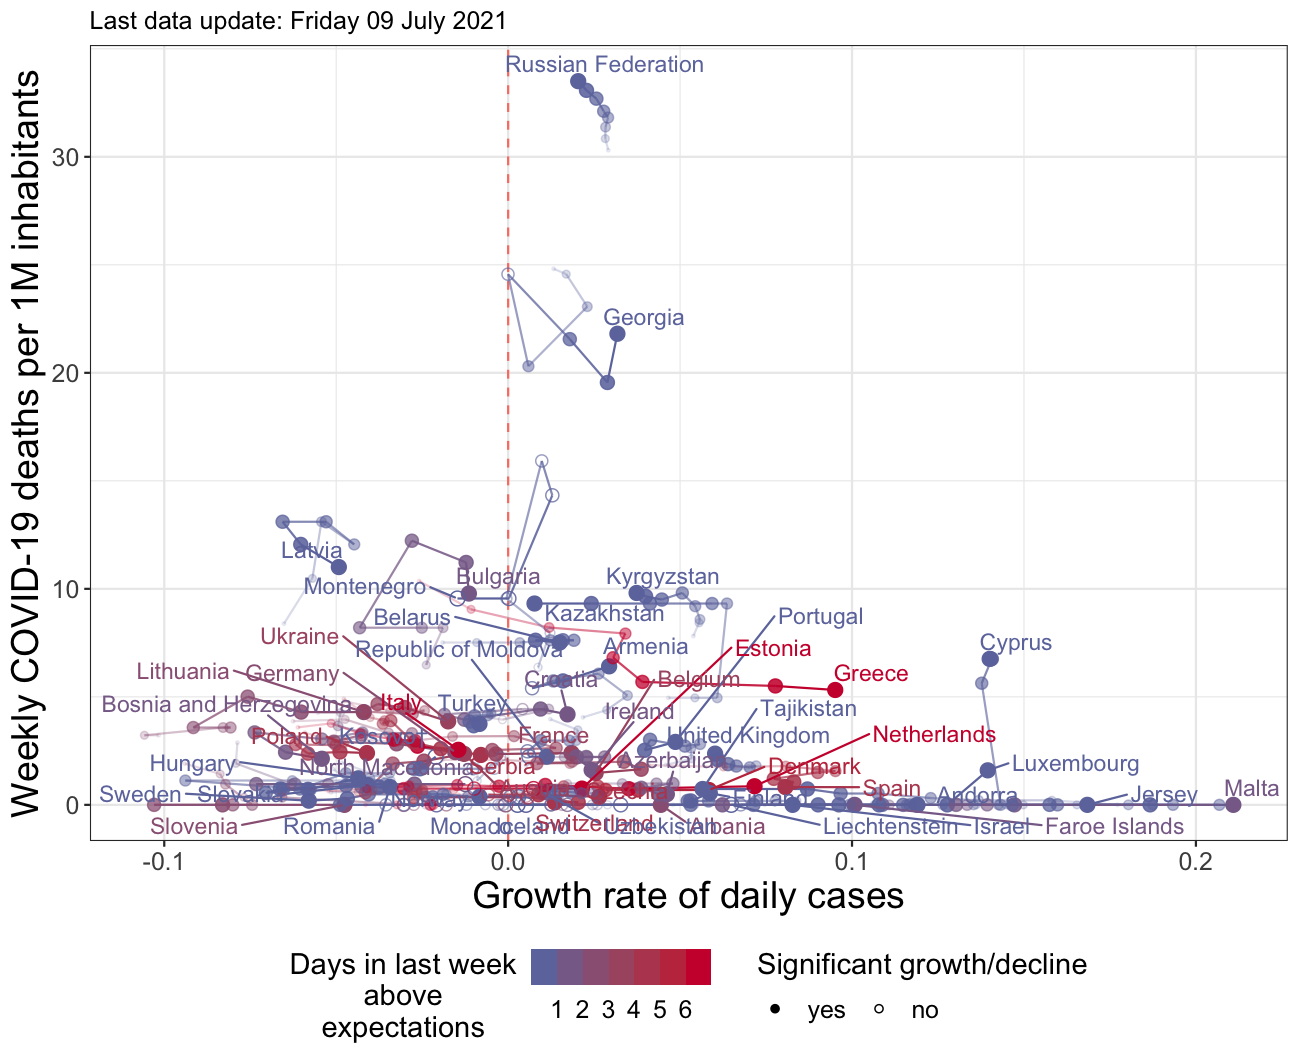 Last data update: Friday 09 July 2021
Weekly COVID-19 deaths per 1M inhabitants
30
20
10
0
Russian Federation
Georgia
Latvia
Bulgaria
Montenegro
Kyrgyzstan
Kazakhstan
Belarus
Portugal
Ukraine
Republic of Moldova
Armenia
Estonia
Cyprus
Lithuania
Germany
Croatia
Belgium
Greece
Bosnia and Herzegovina
Italy
Turkey
Ireland
Tajikistan
Poland
Kosovo
France
United Kingdom
Netherlands
Hungary
North Macedonia
Serbia
Azerbaijan
Denmark
Luxembourg
Sweden
Slovakia
Finland
Spain
Andorra
Jersey
Malta
Slovenia
Romania
Monaco
Iceland
Switzerland
Uzbekistan
Albania
Liechtenstein
Israel
Faroe Islands
-0.1
0.0
0.1
0.2
Growth rate of daily cases
Days in last week
above
expectations
1 2 3 4 5 6
Significant growth/decline
yes
no